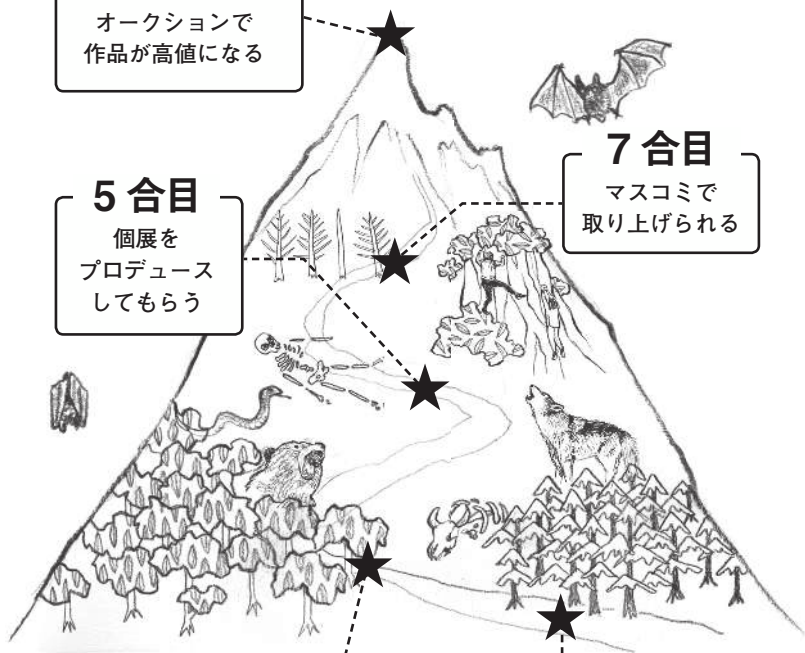 オークションで
作品が高値になる
7合目
マスコミで
取り上げられる
5合目
個展を
プロデュース
してもらう